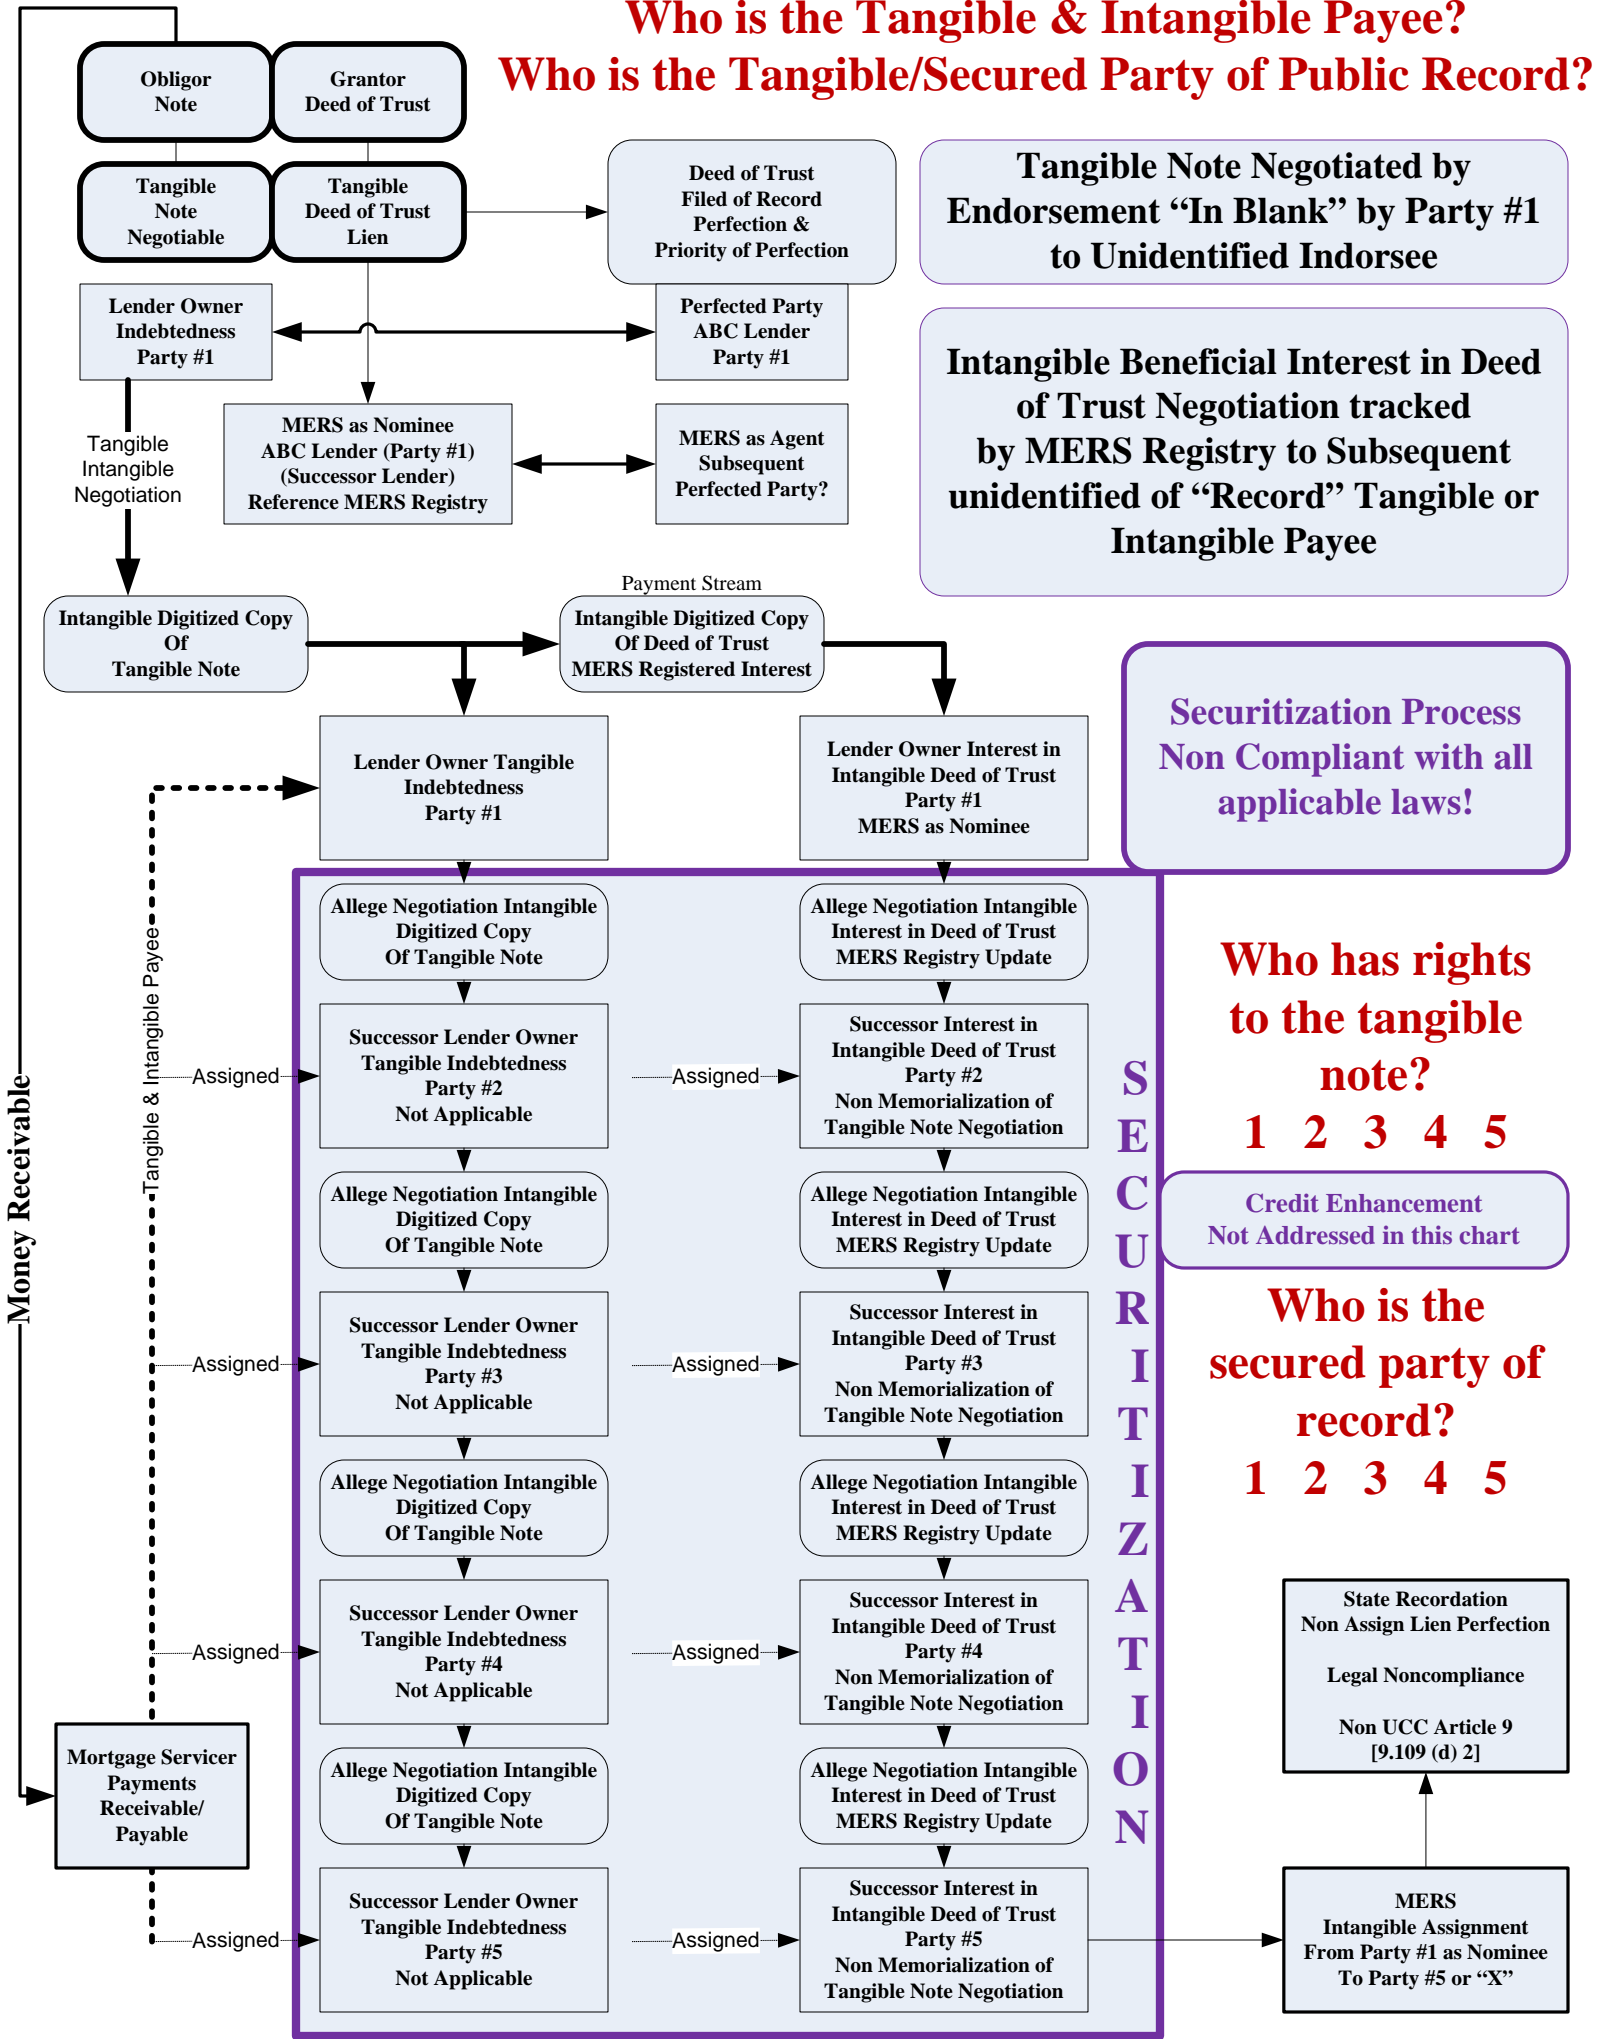 Who is the Tangible & Intangible Payee?
Who is the Tangible/Secured Party of Public Record?
Obligor
Note
Grantor
Deed of Trust
Tangible
Note
Negotiable
Tangible
Deed of Trust
Lien
Deed of Trust
Filed of Record
Perfection &
Priority of Perfection
Tangible Note Negotiated by
Endorsement “In Blank” by Party #1
to Unidentified Indorsee
Lender Owner
Indebtedness
Party #1
Perfected Party
ABC Lender
Party #1
Intangible Beneficial Interest in Deed
of Trust Negotiation tracked
by MERS Registry to Subsequent
unidentified of “Record” Tangible or
Intangible Payee
Tangible
Intangible
Negotiation
MERS as Nominee
ABC Lender (Party #1)
(Successor Lender)
Reference MERS Registry
MERS as Agent
Subsequent
Perfected Party?
Payment Stream
Intangible Digitized Copy
Of
Tangible Note
Intangible Digitized Copy
Of Deed of Trust
MERS Registered Interest
Securitization Process
Non Compliant with all
applicable laws!
Lender Owner Tangible
Indebtedness
Party #1
Lender Owner Interest in
Intangible Deed of Trust
Party #1
MERS as Nominee
Money Receivable
Tangible & Intangible Payee
Allege Negotiation Intangible
Digitized Copy
Of Tangible Note
Allege Negotiation Intangible
Interest in Deed of Trust
MERS Registry Update
Assigned
Successor Lender Owner
Tangible Indebtedness
Party #2
Not Applicable
Assigned
Successor Interest in
Intangible Deed of Trust
Party #2
Non Memorialization of
Tangible Note Negotiation
Allege Negotiation Intangible
Digitized Copy
Of Tangible Note
Allege Negotiation Intangible
Interest in Deed of Trust
MERS Registry Update
Assigned
Successor Lender Owner
Tangible Indebtedness
Party #3
Not Applicable
Assigned
Successor Interest in
Intangible Deed of Trust
Party #3
Non Memorialization of
Tangible Note Negotiation
Allege Negotiation Intangible
Digitized Copy
Of Tangible Note
Allege Negotiation Intangible
Interest in Deed of Trust
MERS Registry Update
Assigned
Successor Lender Owner
Tangible Indebtedness
Party #4
Not Applicable
Assigned
Successor Interest in
Intangible Deed of Trust
Party #4
Non Memorialization of
Tangible Note Negotiation
Mortgage Servicer
Payments
Receivable/
Payable
Allege Negotiation Intangible
Digitized Copy
Of Tangible Note
Allege Negotiation Intangible
Interest in Deed of Trust
MERS Registry Update
Assigned
Successor Lender Owner
Tangible Indebtedness
Party #5
Not Applicable
Assigned
Successor Interest in
Intangible Deed of Trust
Party #5
Non Memorialization of
Tangible Note Negotiation
SECURITIZATION
Who has rights
to the tangible
note?
1 2 3 4 5
Credit Enhancement
Not Addressed in this chart
Who is the
secured party of
record?
1 2 3 4 5
State Recordation
Non Assign Lien Perfection
Legal Noncompliance
Non UCC Article 9
[9.109 (d) 2]
MERS
Intangible Assignment
From Party #1 as Nominee
To Party #5 or “X”